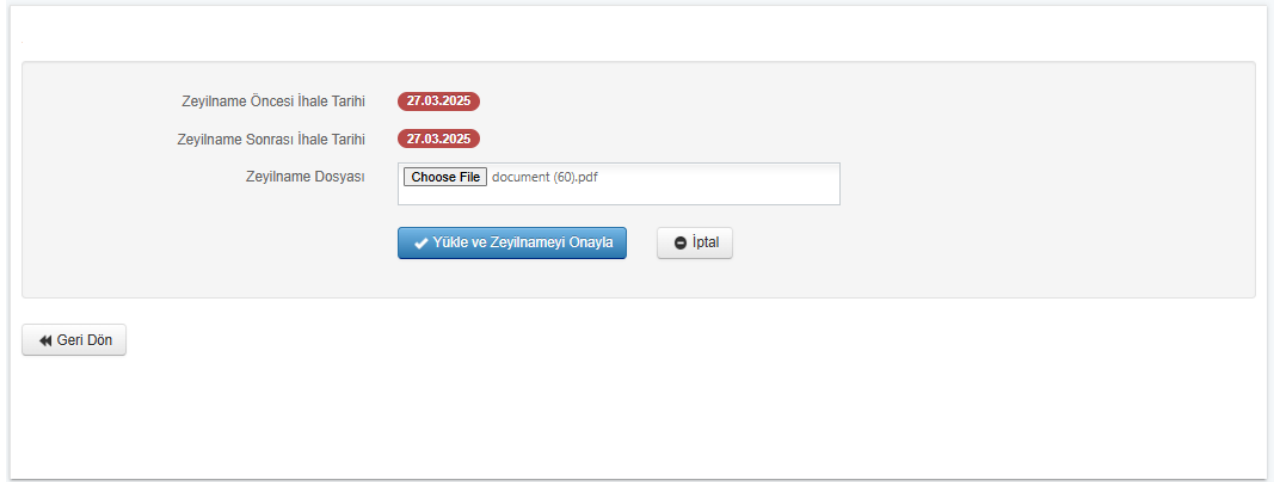 Zeyilname Öncesi İhale Tarihi 27.03.2025
Zeyilname Sonrası İhale Tarihi 27.03.2025
Zeyilname Dosyası Choose File document (60).pdf
Yükle ve Zeyilnameyi Onayla İptal
Geri Dön